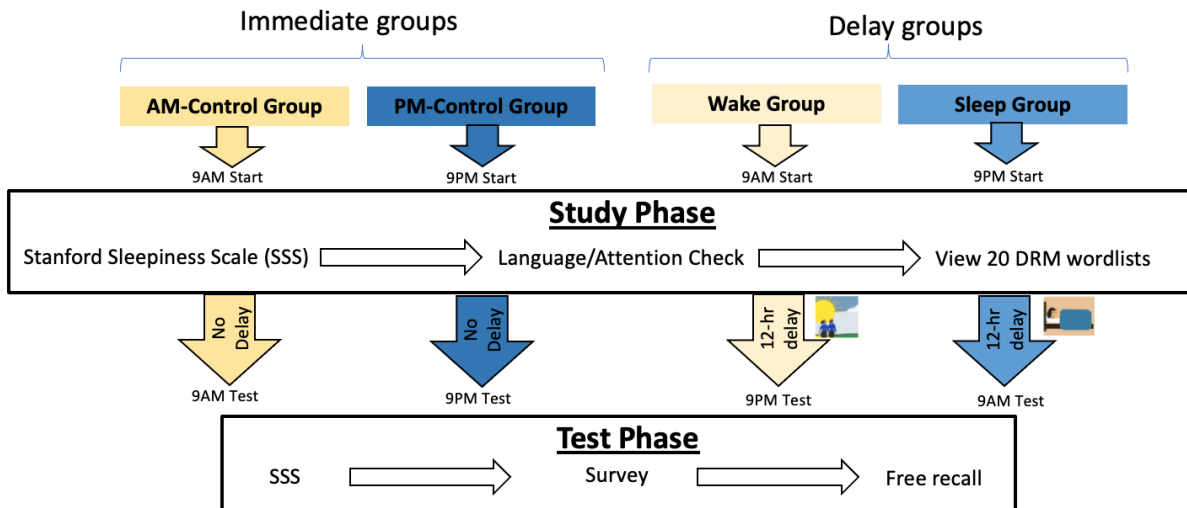 Immediate groups
Delay groups
AM-Control Group
PM-Control Group
Wake Group
Sleep Group
9AM Start
9PM Start
9AM Start
9PM Start
Study Phase
Stanford Sleepiness Scale (SSS)
Language/Attention Check
View 20 DRM wordlists
No
Delay
No
Delay
12-hr
delay
12-hr
delay
9AM Test
9PM Test
9PM Test
9AM Test
Test Phase
SSS
Survey
Free recall